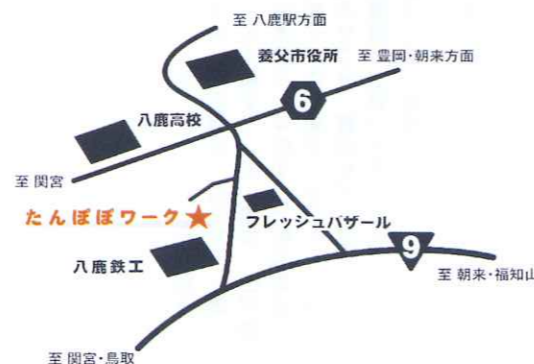 至 八鹿駅方面
養父市役所
至 豊岡・朝来方面
6
八鹿高校
至 関宮
たんぽぽワーク★
フレッシュバザール
八鹿鉄工
9
至 朝来・福知山
至 関宮・鳥取